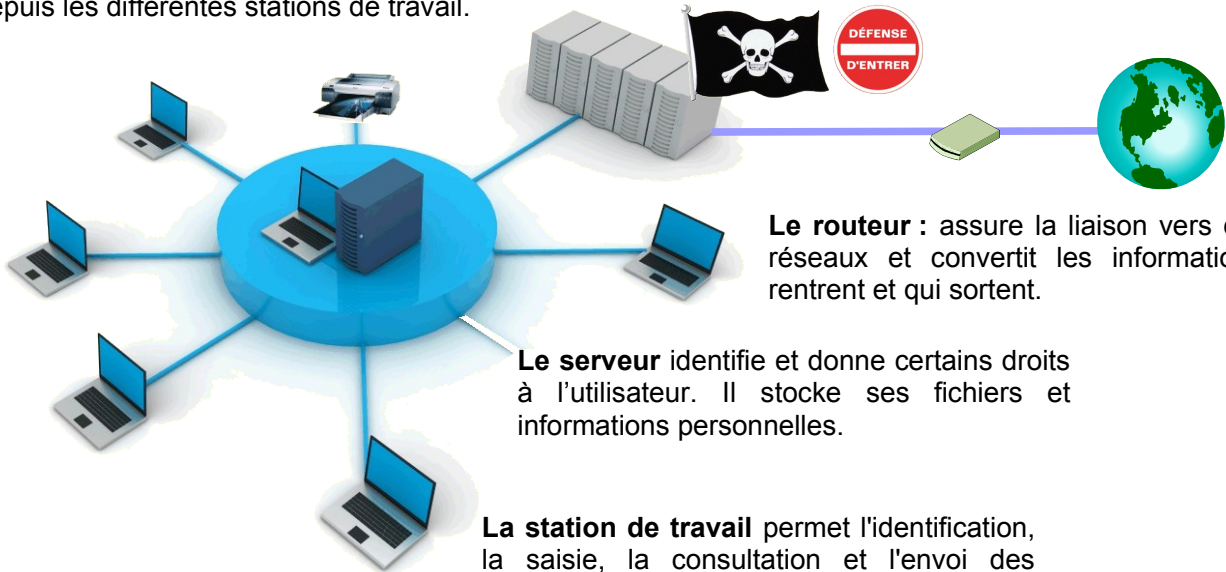 epuis les différentes stations de travail.
DÉFENSE
D'ENTRER
Le routeur : assure la liaison vers
réseaux et convertit les informatio
rentrent et qui sortent.
Le serveur identifie et donne certains droits
à l’utilisateur. Il stocke ses fichiers et
informations personnelles.
La station de travail permet l'identification,
la saisie, la consultation et l'envoi des